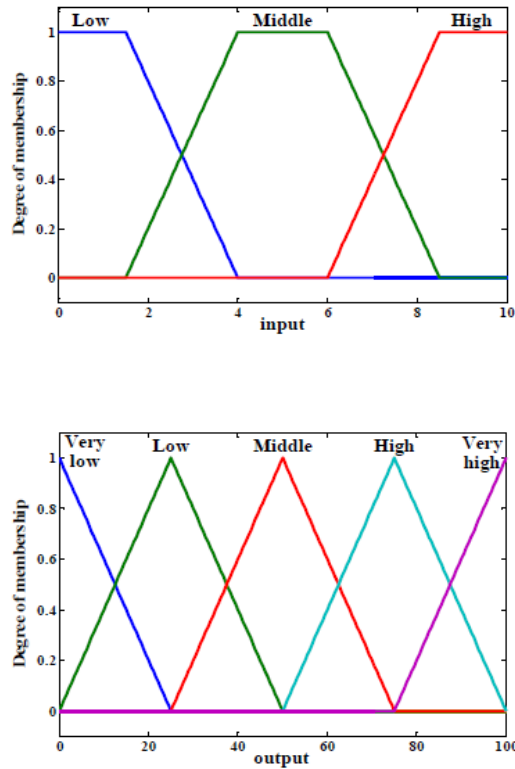 Low Middle High
1
0.8
0.6
0.4
0.2
0
Degree of membership
0 2 4 6 8 10
input
Very low Low Middle High Very high
1
0.8
0.6
0.4
0.2
0
Degree of membership
0 20 40 60 80 100
output